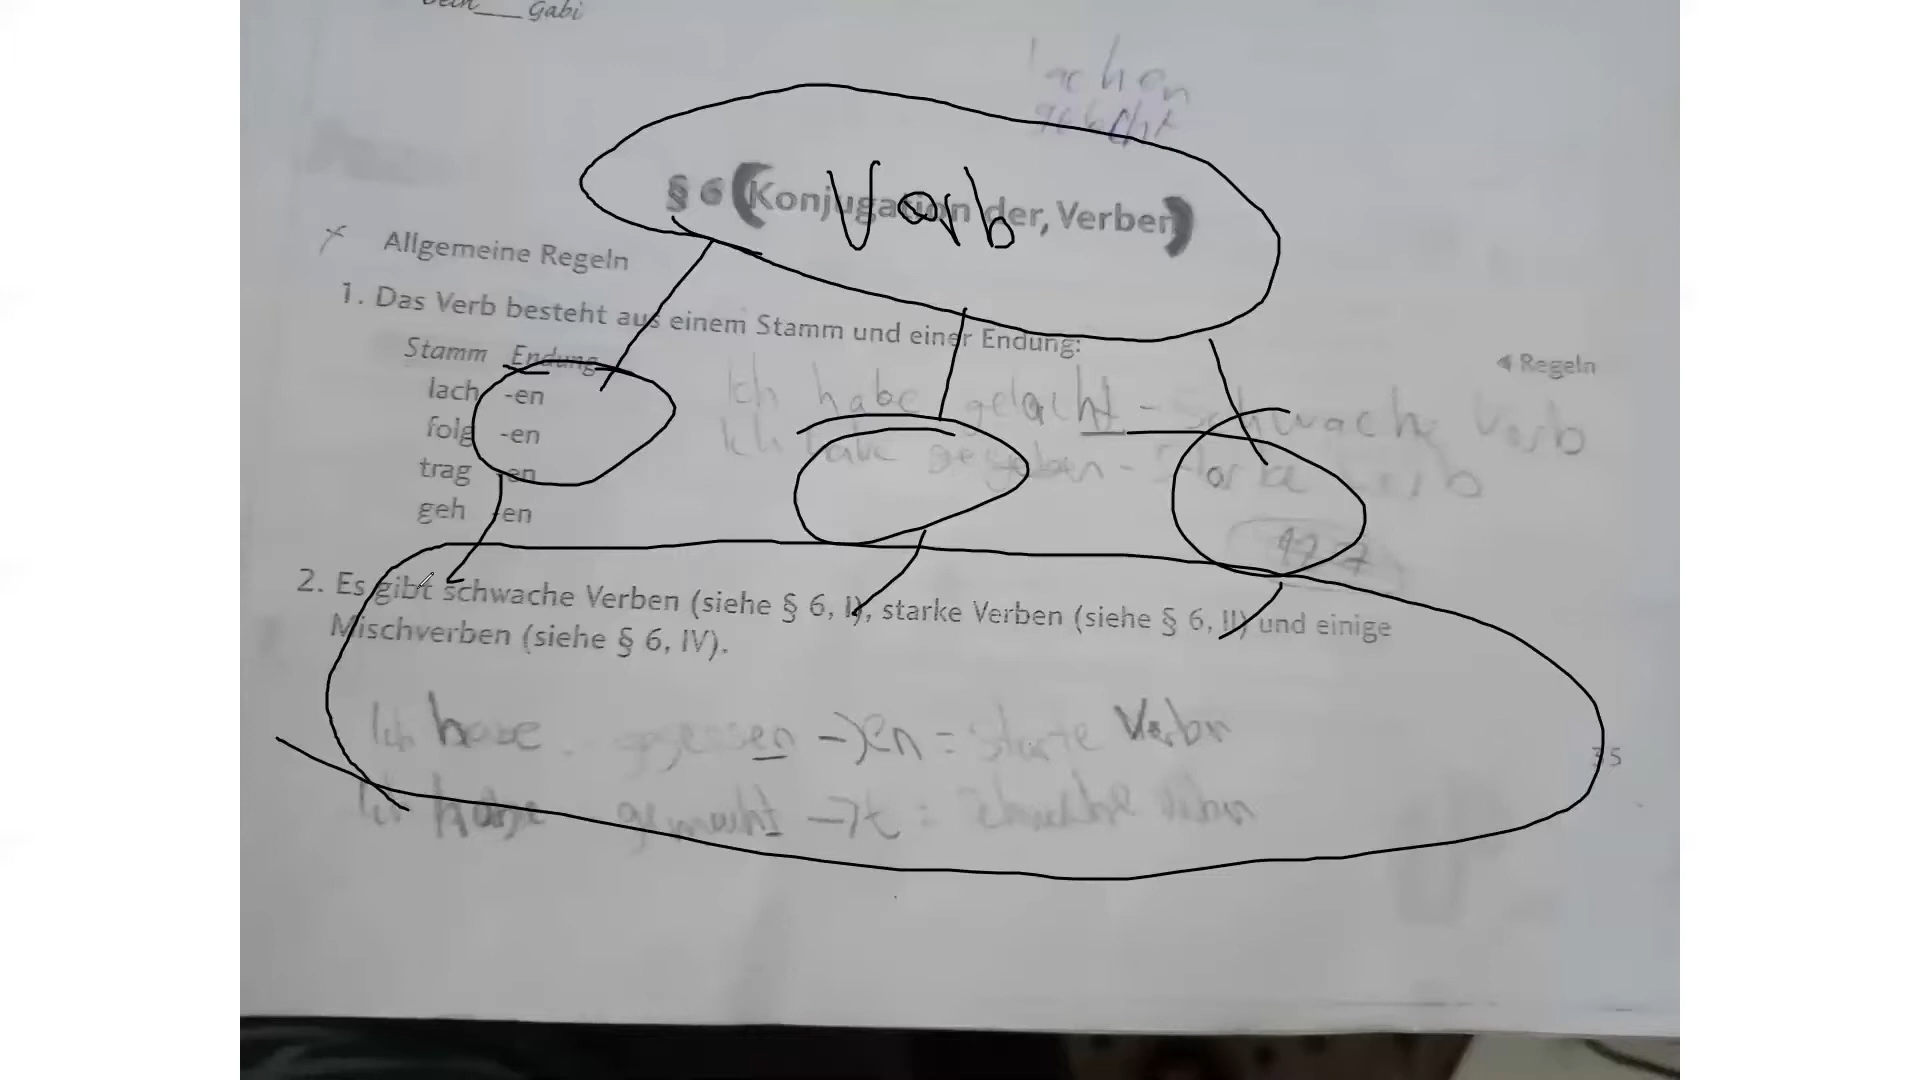 Dein___ Gabi
lachen
gelacht
§ 6 (Konjugation der, Verben)
Verb
Allgemeine Regeln
1. Das Verb besteht aus einem Stamm und einer Endung:
◄ Regeln
Stamm Endung
lach -en
folg -en
trag -en
geh -en
Ich habe gelacht - schwache Verb
Ich habe gegeben - starke Verb
2. Es gibt schwache Verben (siehe § 6, I), starke Verben (siehe § 6, II) und einige
Mischverben (siehe § 6, IV).
Ich habe gegessen → en = starke Verbn
35
Ich habe gemacht → t =